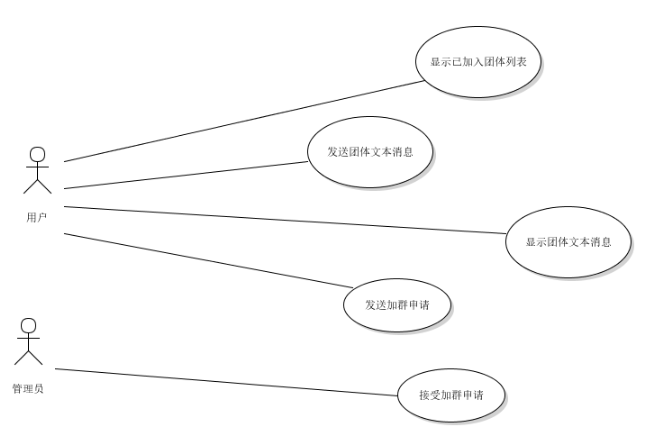 显示已加入团体列表
发送团体文本消息
用户
显示团体文本消息
发送加群申请
管理员
接受加群申请